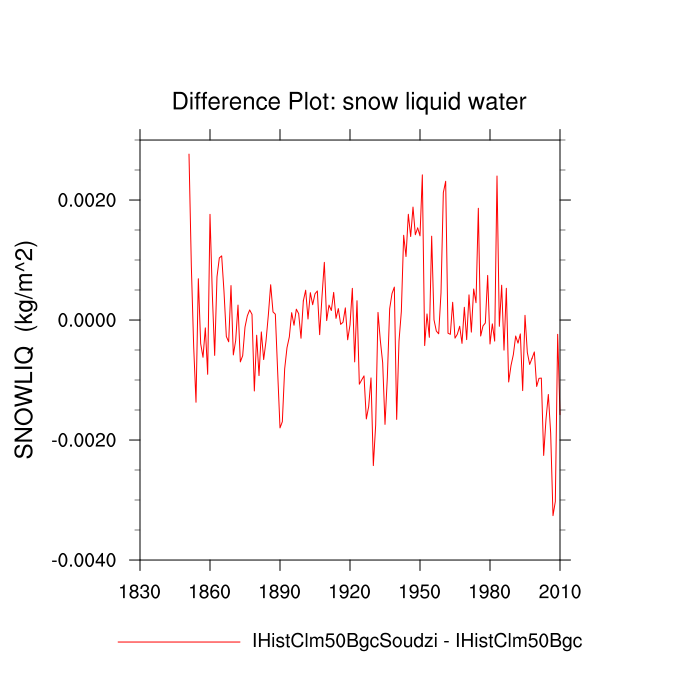 Difference Plot: snow liquid water
SNOWLIQ (kg/m^2)
0.0020
0.0000
-0.0020
-0.0040
1830 1860 1890 1920 1950 1980 2010
IHistClm50BgcSoudzi - IHistClm50Bgc